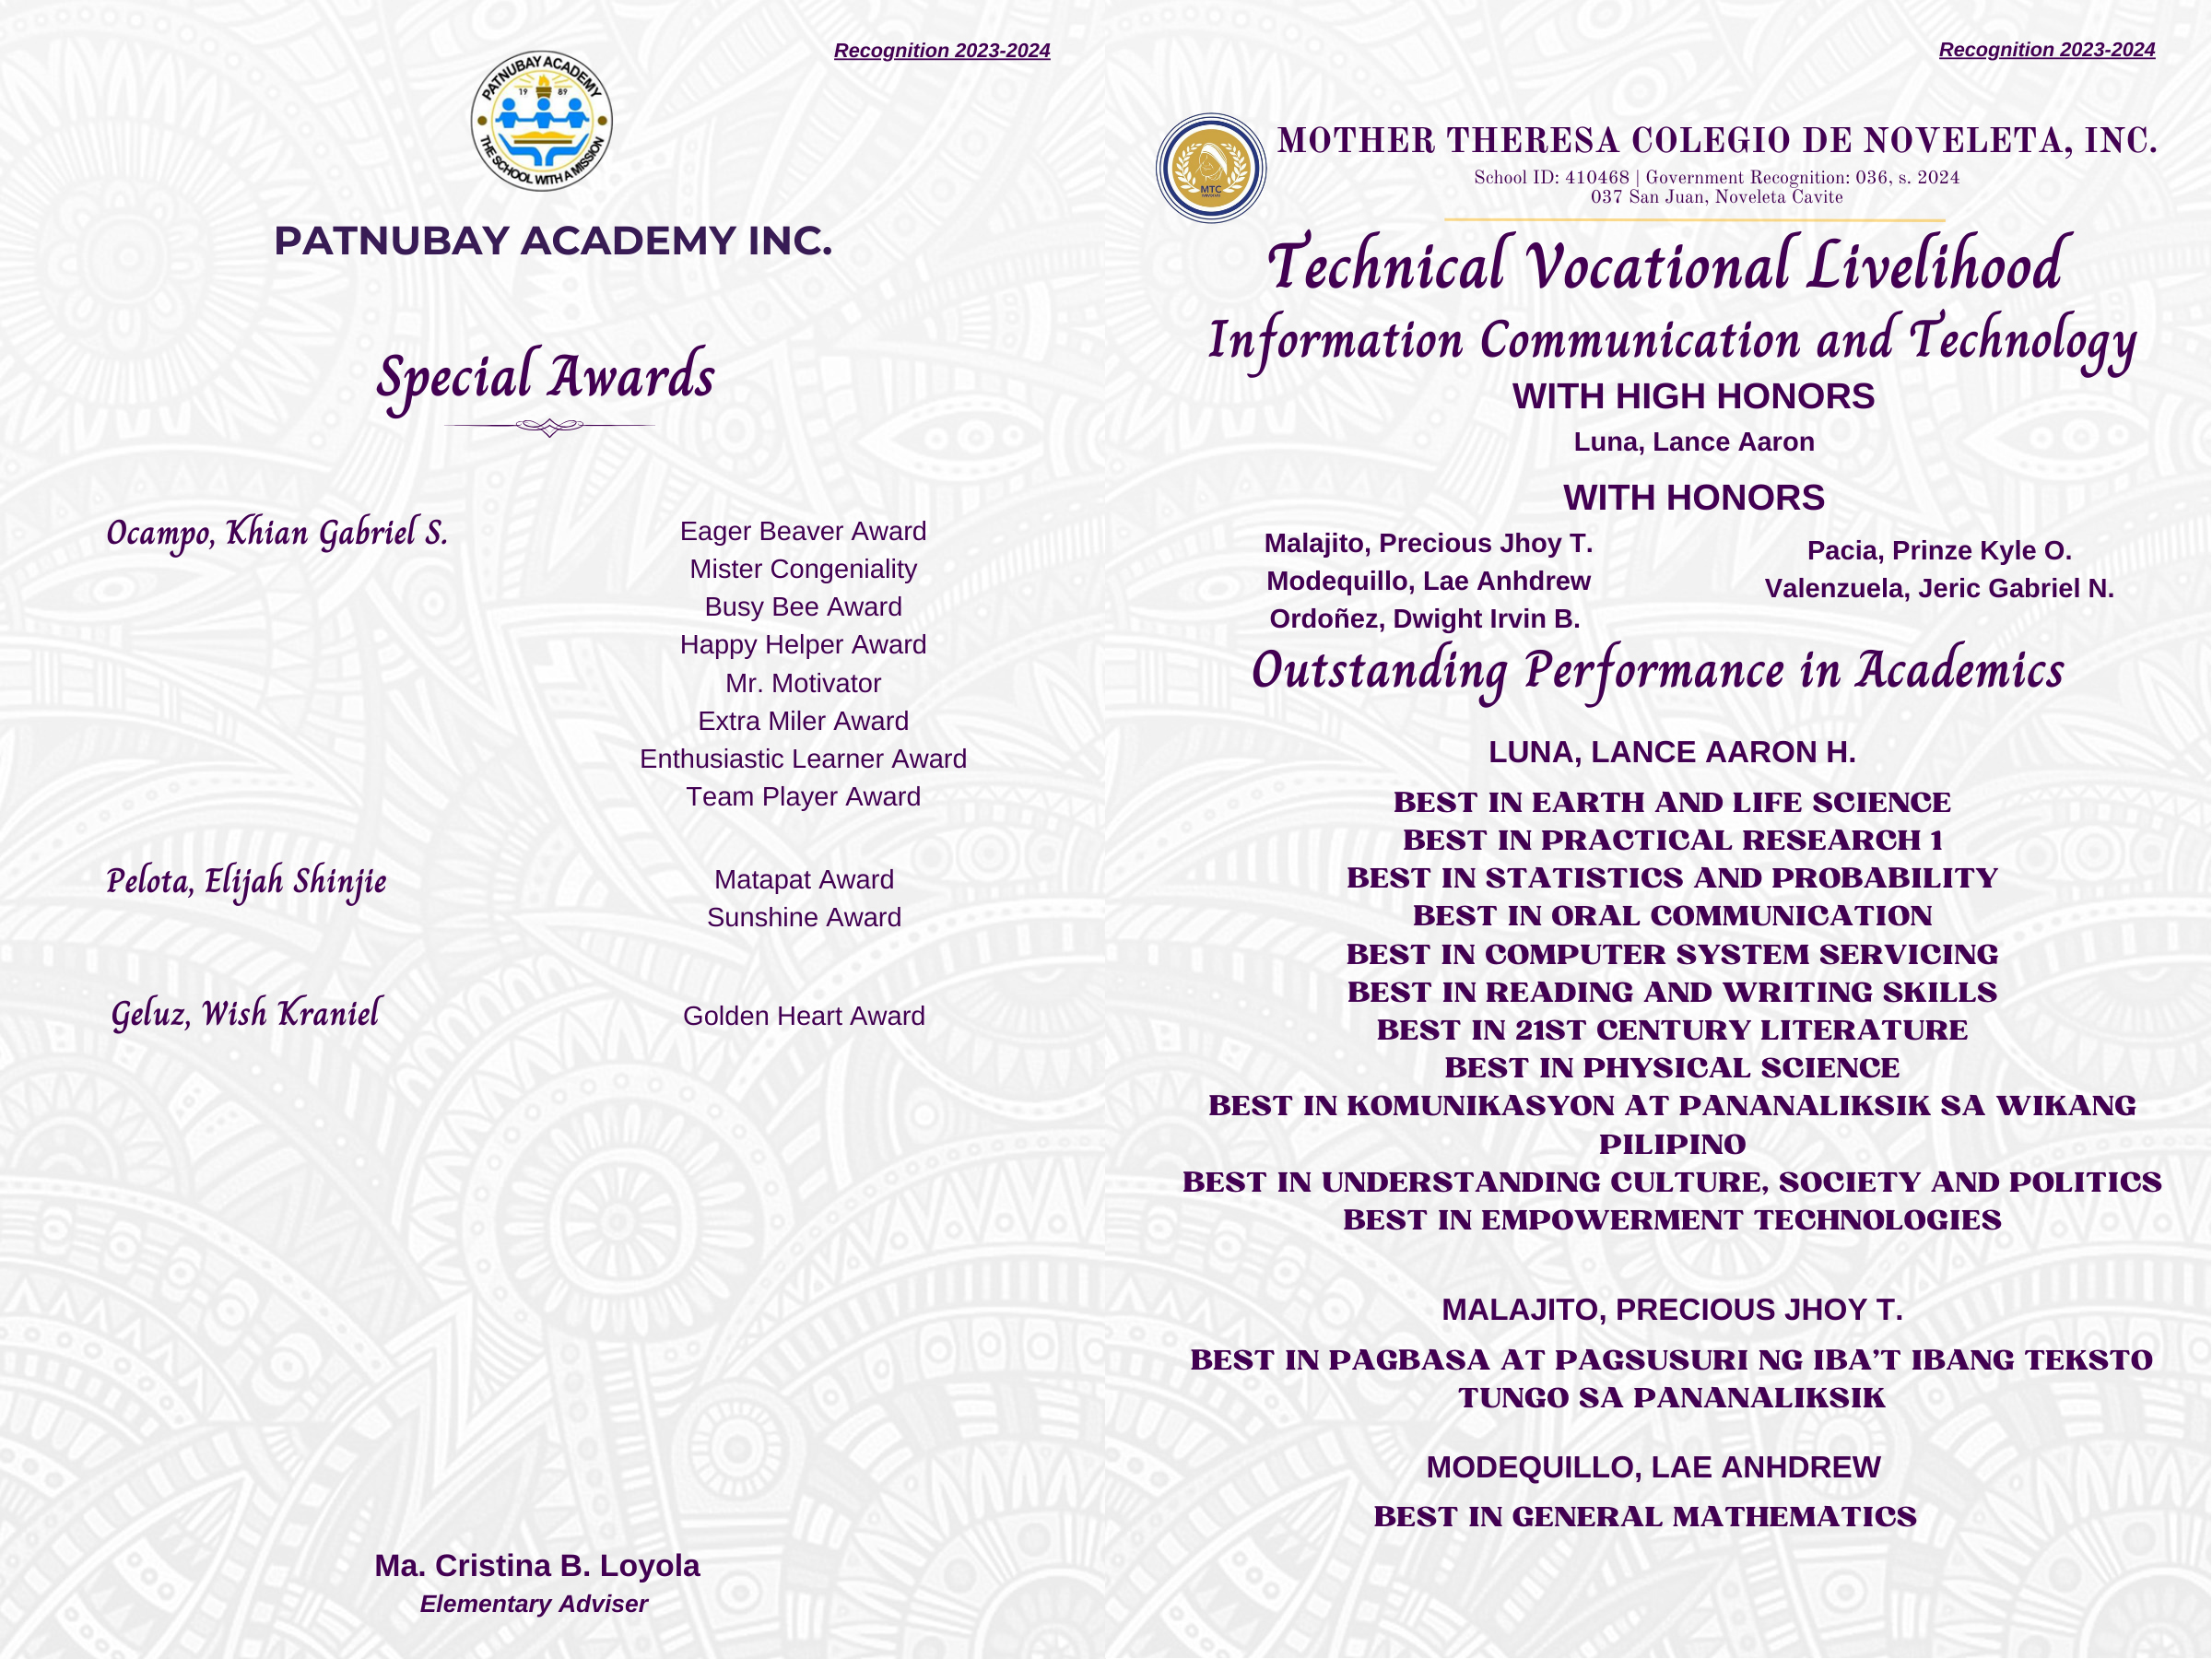 Recognition 2023-2024
PATNUBAY ACADEMY
19 89
THE SCHOOL WITH A MISSION
PATNUBAY ACADEMY INC.
Special Awards
Ocampo, Khian Gabriel S.
Eager Beaver Award
Mister Congeniality
Busy Bee Award
Happy Helper Award
Mr. Motivator
Extra Miler Award
Enthusiastic Learner Award
Team Player Award
Pelota, Elijah Shinjie
Matapat Award
Sunshine Award
Geluz, Wish Kraniel
Golden Heart Award
Ma. Cristina B. Loyola
Elementary Adviser
Recognition 2023-2024
MTC
MOTHER THERESA COLEGIO DE NOVELETA, INC.
School ID: 410468 | Government Recognition: 036, s. 2024
037 San Juan, Noveleta Cavite
Technical Vocational Livelihood
Information Communication and Technology
WITH HIGH HONORS
Luna, Lance Aaron
WITH HONORS
Malajito, Precious Jhoy T.
Modequillo, Lae Anhdrew
Ordoñez, Dwight Irvin B.
Pacia, Prinze Kyle O.
Valenzuela, Jeric Gabriel N.
Outstanding Performance in Academics
LUNA, LANCE AARON H.
BEST IN EARTH AND LIFE SCIENCE
BEST IN PRACTICAL RESEARCH 1
BEST IN STATISTICS AND PROBABILITY
BEST IN ORAL COMMUNICATION
BEST IN COMPUTER SYSTEM SERVICING
BEST IN READING AND WRITING SKILLS
BEST IN 21ST CENTURY LITERATURE
BEST IN PHYSICAL SCIENCE
BEST IN KOMUNIKASYON AT PANANALIKSIK SA WIKANG
PILIPINO
BEST IN UNDERSTANDING CULTURE, SOCIETY AND POLITICS
BEST IN EMPOWERMENT TECHNOLOGIES
MALAJITO, PRECIOUS JHOY T.
BEST IN PAGBASA AT PAGSUSURI NG IBA’T IBANG TEKSTO
TUNGO SA PANANALIKSIK
MODEQUILLO, LAE ANHDREW
BEST IN GENERAL MATHEMATICS